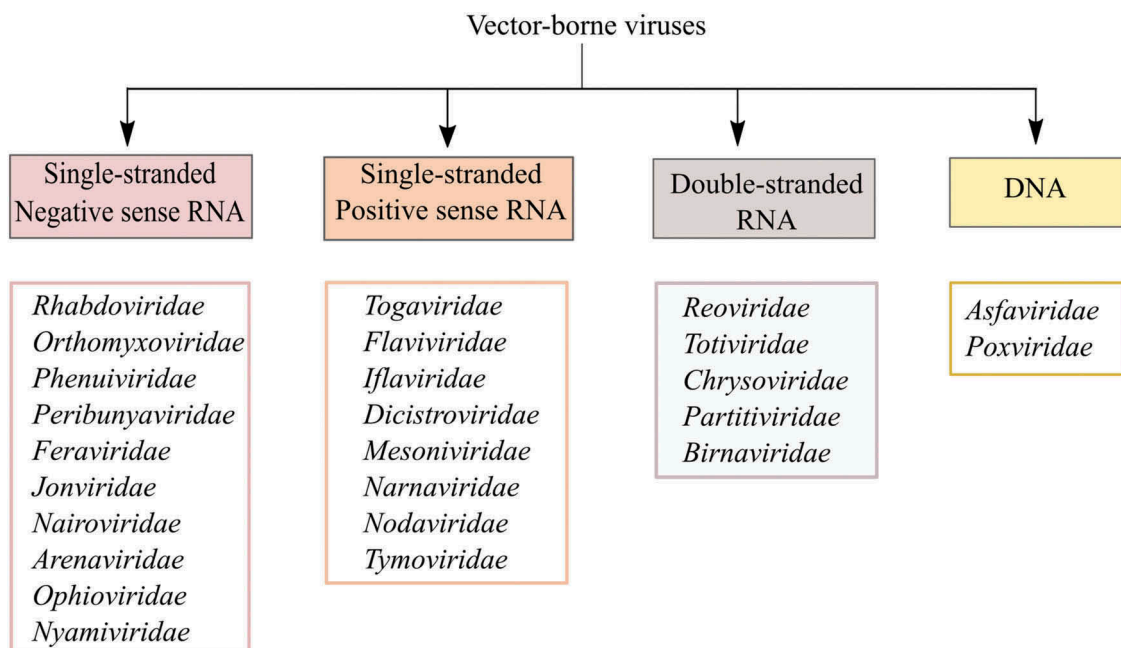 Vector-borne viruses
Single-stranded
Negative sense RNA
Single-stranded
Positive sense RNA
Double-stranded
RNA
DNA
Rhabdoviridae
Orthomyxoviridae
Phenuiviridae
Peribunyaviridae
Feraviridae
Jonviridae
Nairoviridae
Arenaviridae
Ophioviridae
Nyamiviridae
Togaviridae
Flaviviridae
Iflaviridae
Dicistroviridae
Mesoniviridae
Narnaviridae
Nodaviridae
Tymoviridae
Reoviridae
Totiviridae
Chrysoviridae
Partitiviridae
Birnaviridae
Asfaviridae
Poxviridae